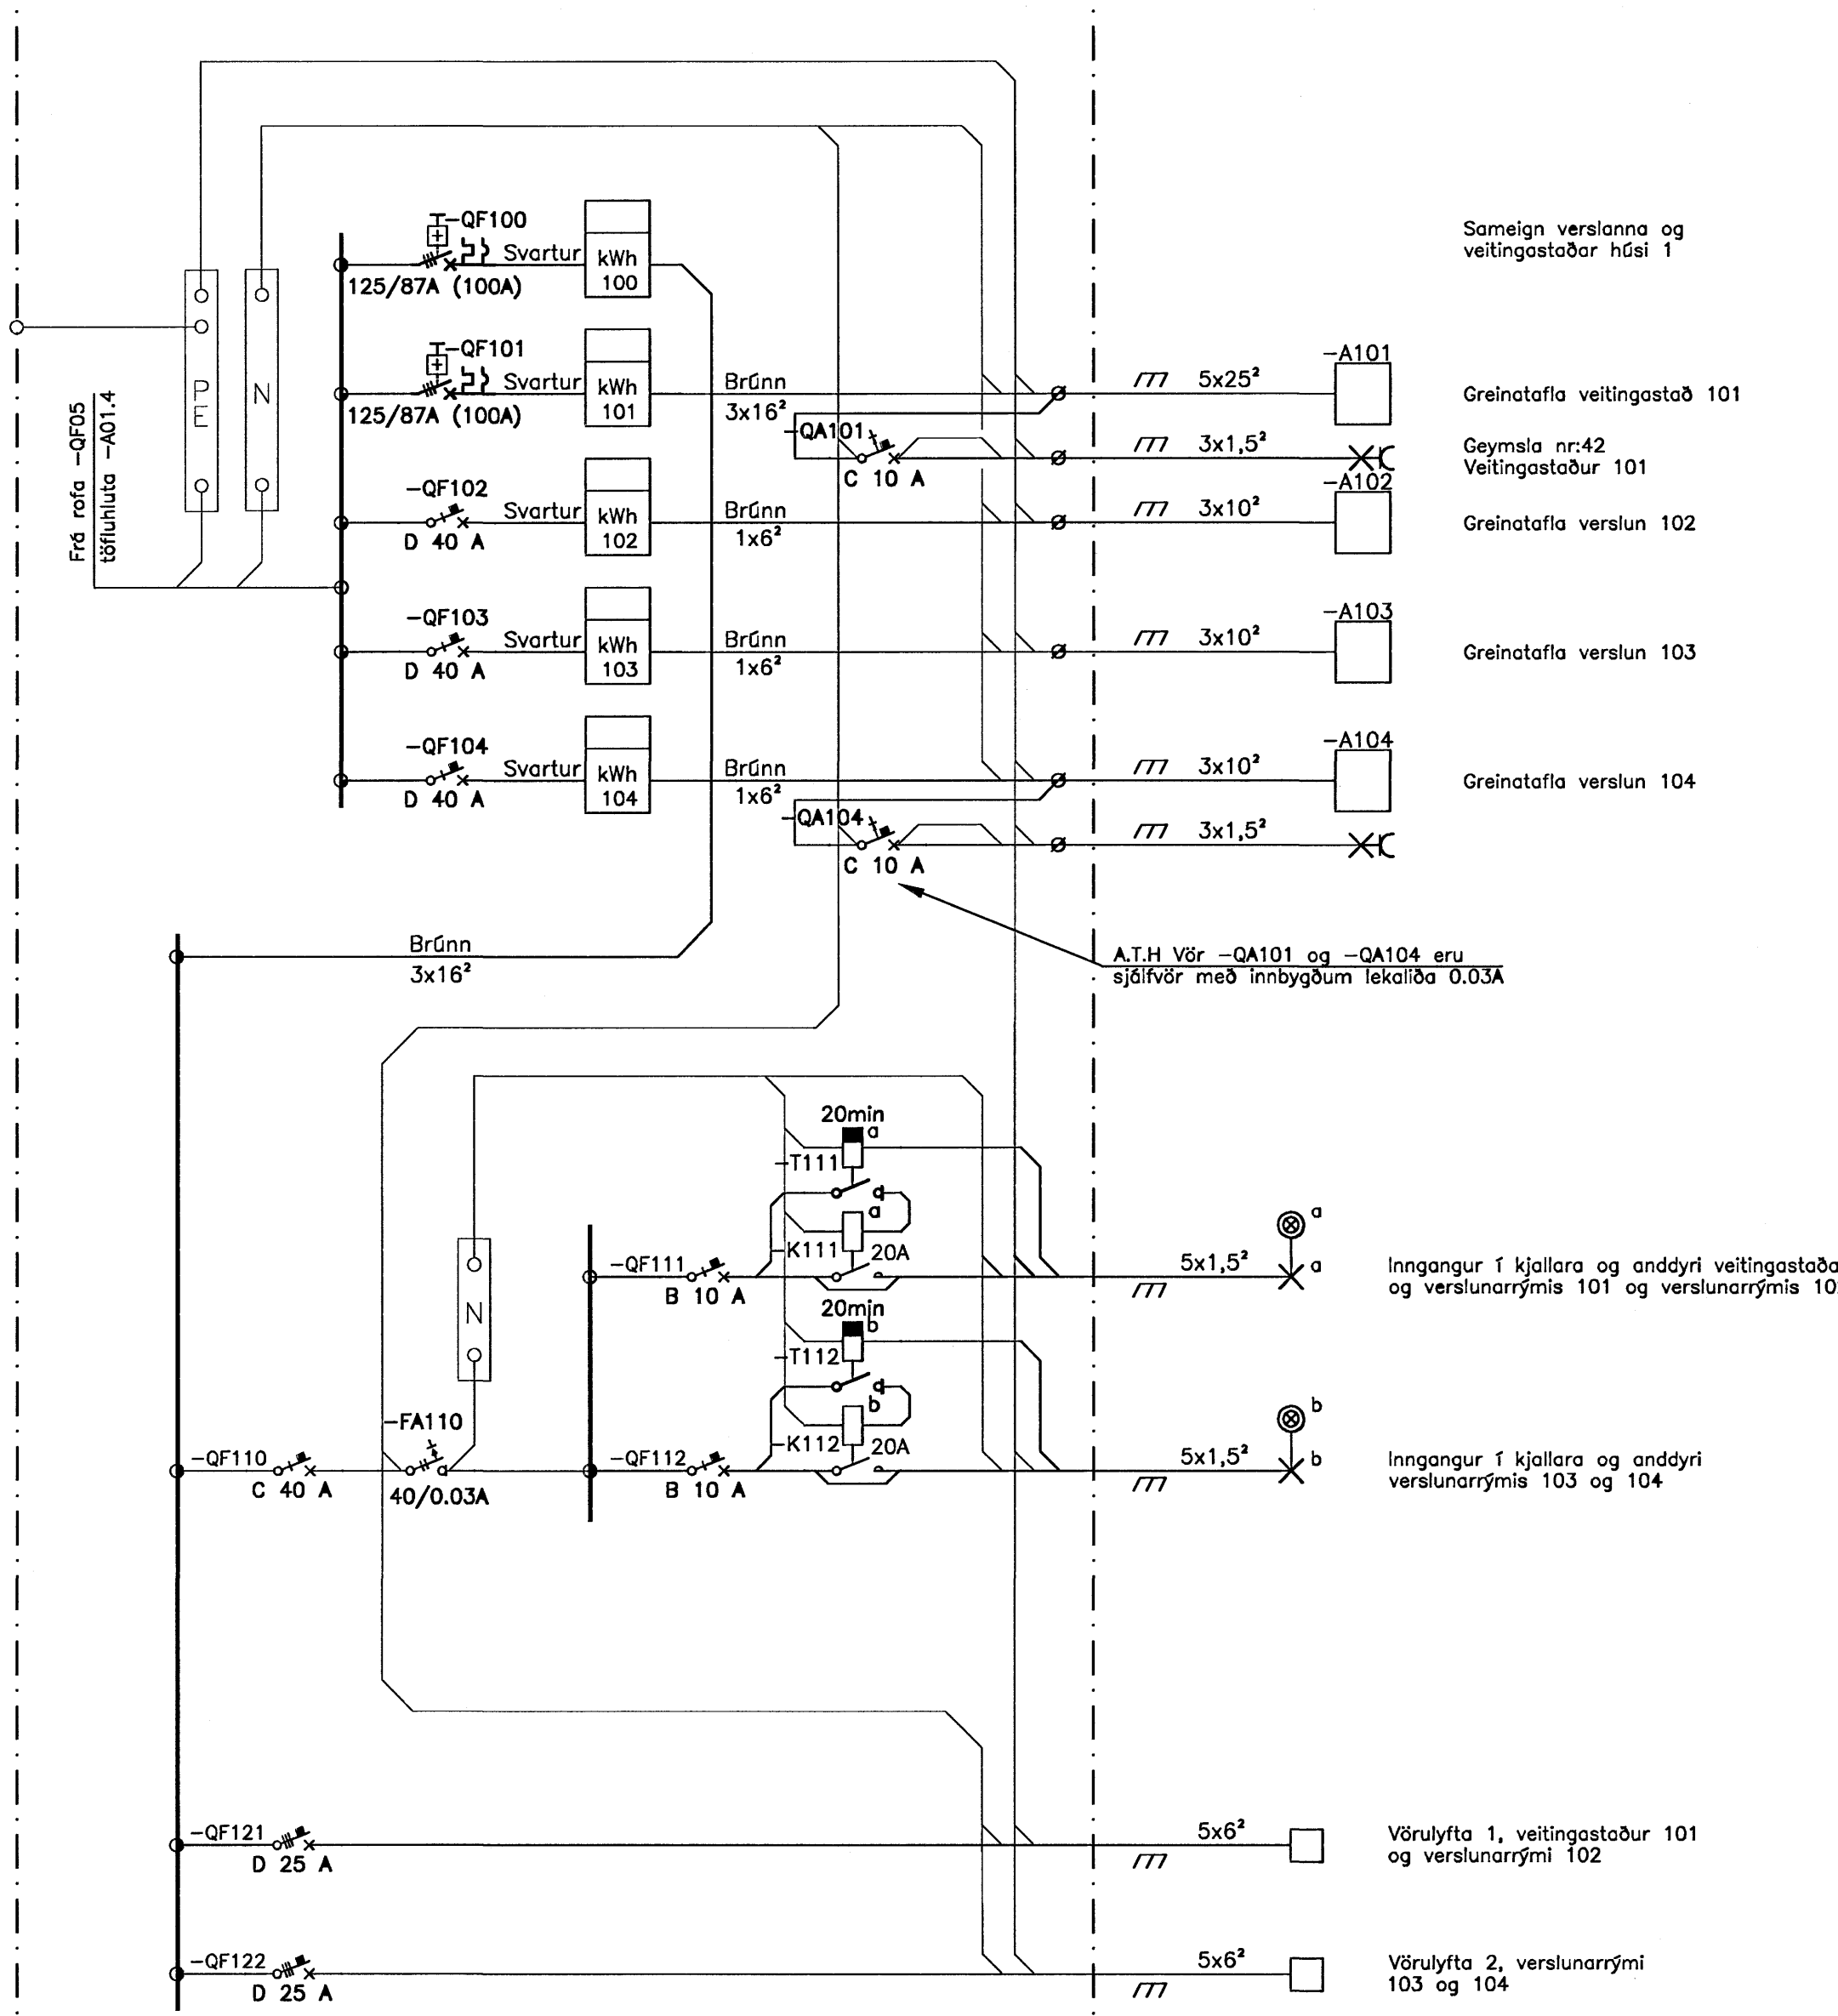 -QF100
Svartur
kWh
100
125/87A (100A)
Sameign verslanna og
veitingastaðar húsi 1
-QF101
Svartur
kWh
101
125/87A (100A)
Brúnn
3x16²
5x25²
-A101
Greinatafla veitingastað 101
PE
N
Frá rofa -QF05
töfluhluta -A01.4
-QA101
C 10 A
3x1,5²
Geymsla nr:42
Veitingastaður 101
-QF102
D 40 A
Svartur
kWh
102
Brúnn
1x6²
3x10²
-A102
Greinatafla verslun 102
-QF103
D 40 A
Svartur
kWh
103
Brúnn
1x6²
3x10²
-A103
Greinatafla verslun 103
-QF104
D 40 A
Svartur
kWh
104
Brúnn
1x6²
3x10²
-A104
Greinatafla verslun 104
-QA104
C 10 A
3x1,5²
Brúnn
3x16²
A.T.H Vör -QA101 og -QA104 eru
sjálfvör með innbygðum lekaliða 0.03A
20min
a
-T111
a
-K111
20A
-QF111
B 10 A
5x1,5²
a
a
Inngangur í kjallara og anddyri veitingastaða
og verslunarrýmis 101 og verslunarrýmis
N
20min
b
-T112
b
-K112
20A
-QF110
C 40 A
-FA110
40/0.03A
-QF112
B 10 A
5x1,5²
b
b
Inngangur í kjallara og anddyri
verslunarrýmis 103 og 104
-QF121
D 25 A
5x6²
Vörulyfta 1, veitingastaður 101
og verslunarrými 102
-QF122
D 25 A
5x6²
Vörulyfta 2, verslunarrými
103 og 104